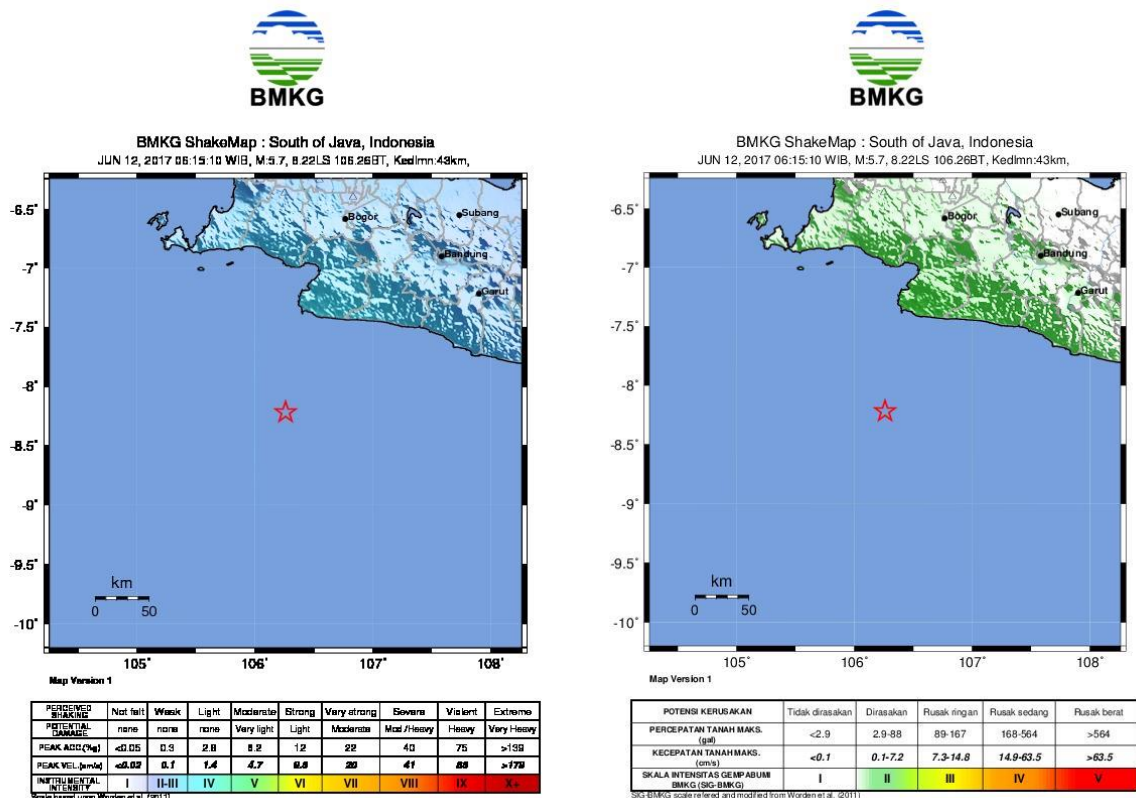 BMKG
BMKG ShakeMap : South of Java, Indonesia
JUN 12, 2017 06:15:10 WIB, M:5.7, 8.22LS 106.26BT, Kedlmn:43km,
-6.5°
-7°
-7.5°
-8°
-8.5°
-9°
-9.5°
-10°
Bogor
Subang
Bandung
Garut
km
0 50
105° 106° 107° 108°
Map Version 1
PERCEIVED SHAKING Not felt Weak Light Moderate Strong Very strong Severe Violent Extreme
POTENTIAL DAMAGE none none none Very light Light Moderate Mod./Heavy Heavy Very Heavy
PEAK ACC.(%g) <0.05 0.3 2.8 6.2 12 22 40 75 >139
PEAK VEL.(cm/s) <0.02 0.1 1.4 4.7 9.6 20 41 86 >178
INSTRUMENTAL INTENSITY I II-III IV V VI VII VIII IX X+
Scale based upon Worden et al. (2011)
BMKG
BMKG ShakeMap : South of Java, Indonesia
JUN 12, 2017 06:15:10 WIB, M:5.7, 8.22LS 106.26BT, Kedlmn:43km,
-6.5°
-7°
-7.5°
-8°
-8.5°
-9°
-9.5°
-10°
Bogor
Subang
Bandung
Garut
km
0 50
105° 106° 107° 108°
Map Version 1
POTENSI KERUSAKAN Tidak dirasakan Dirasakan Rusak ringan Rusak sedang Rusak berat
PERCEPATAN TANAH MAKS. (gal) <2.9 2.9-88 89-167 168-564 >564
KECEPATAN TANAH MAKS. (cm/s) <0.1 0.1-7.2 7.3-14.8 14.9-63.5 >63.5
SKALA INTENSITAS GEMPABUMI BMKG (SIG-BMKG) I II III IV V
SIG-BMKG scale refered and modified from Worden et al. (2011)